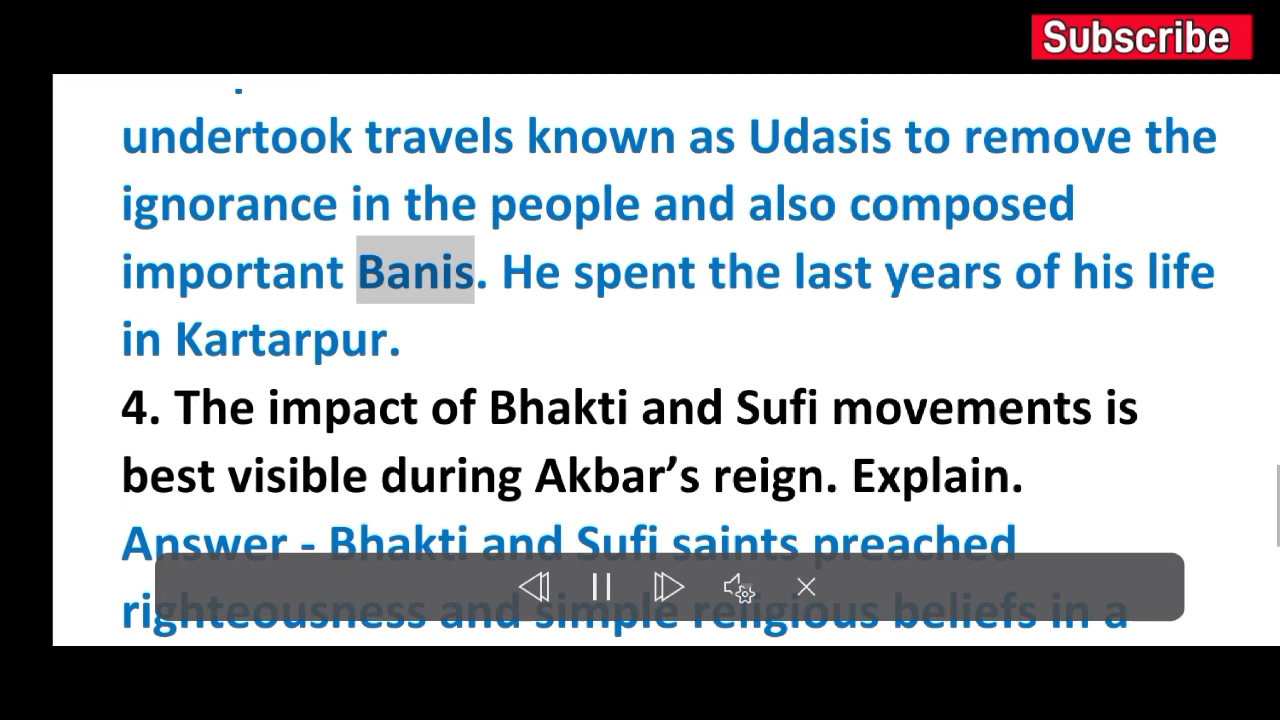 Subscribe
undertook travels known as Udasis to remove the
ignorance in the people and also composed
important Banis. He spent the last years of his life
in Kartarpur.
4. The impact of Bhakti and Sufi movements is
best visible during Akbar’s reign. Explain.
Answer - Bhakti and Sufi saints preached
righteousness and simple religious beliefs in a